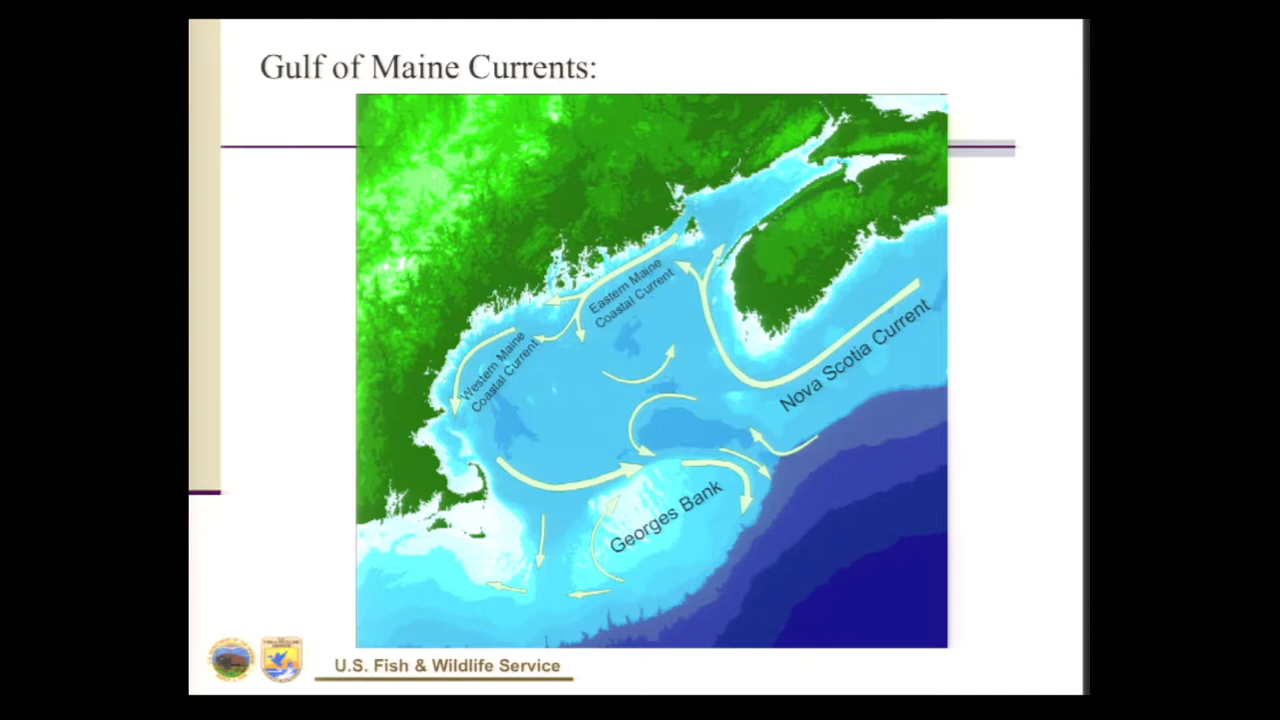 Gulf of Maine Currents:
Eastern Maine
Coastal Current
Western Maine
Coastal Current
Nova Scotia Current
Georges Bank
U.S. Fish & Wildlife Service